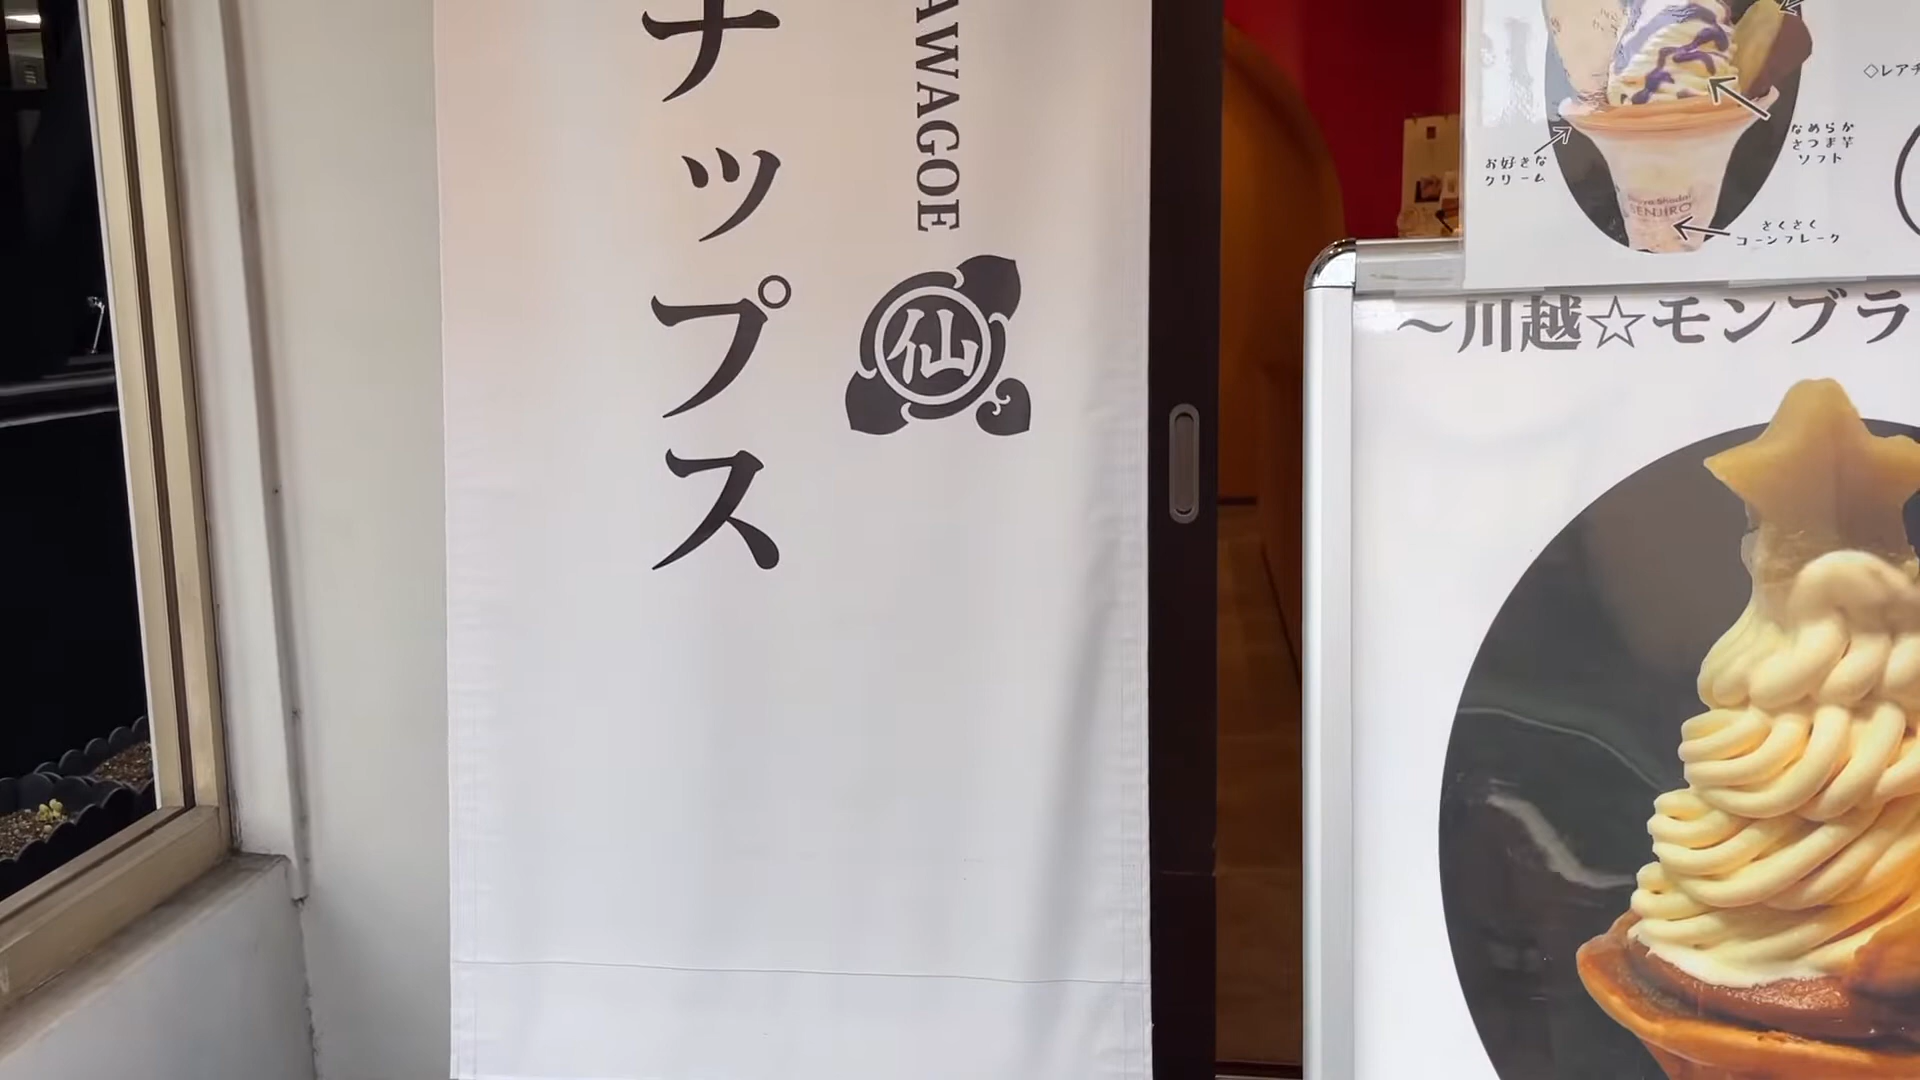 ナップス
AWAGOE
仙
お好きな
クリーム
なめらか
さつま芋
ソフト
さくさく
コーンフレーク
SENJIRO
◇レアチ
～川越☆モンブラ